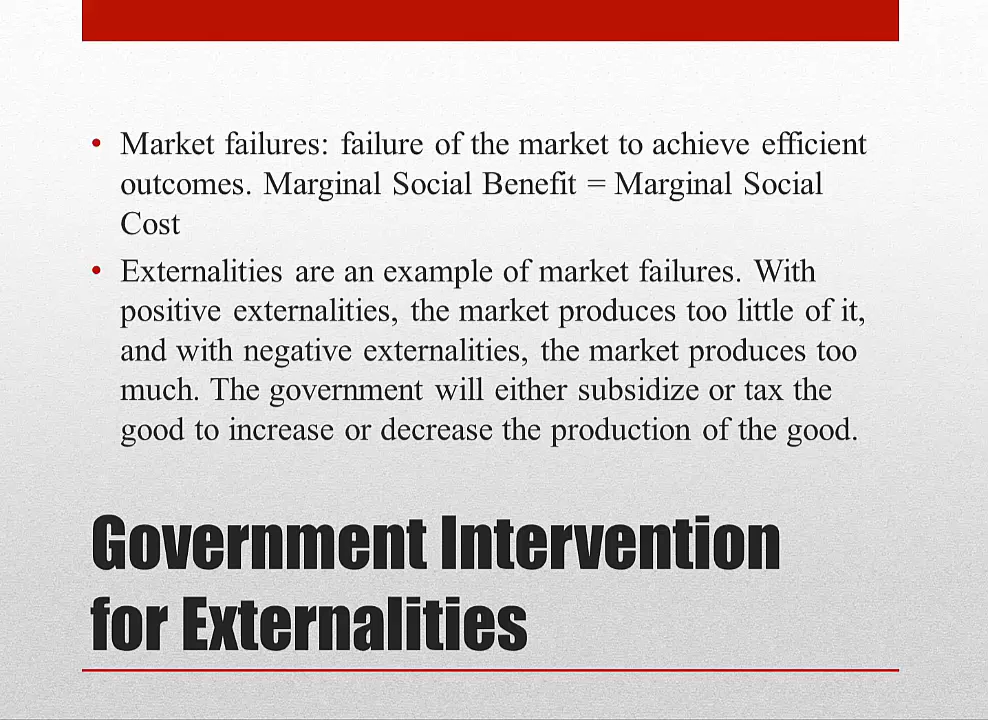 • Market failures: failure of the market to achieve efficient
outcomes. Marginal Social Benefit = Marginal Social
Cost
• Externalities are an example of market failures. With
positive externalities, the market produces too little of it,
and with negative externalities, the market produces too
much. The government will either subsidize or tax the
good to increase or decrease the production of the good.
Government Intervention
for Externalities